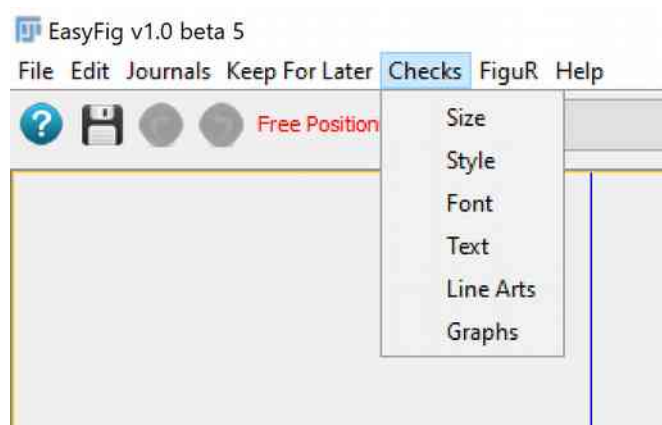 EasyFig v1.0 beta 5
File Edit Journals Keep For Later Checks FiguR Help
Free Position
Size
Style
Font
Text
Line Arts
Graphs